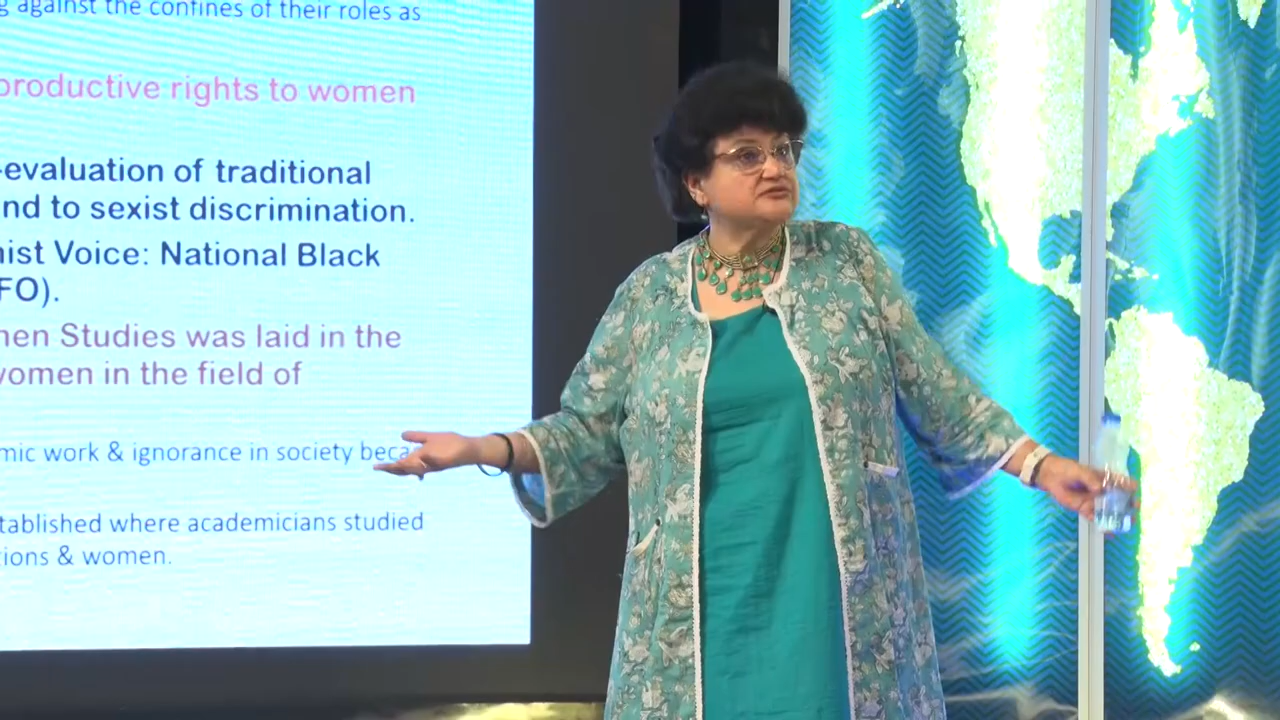 against the confines of their roles as
productive rights to women
-evaluation of traditional
nd to sexist discrimination.
nist Voice: National Black
FO).
nen Studies was laid in the
women in the field of
mic work & ignorance in society beca
tablished where academicians studied
tions & women.